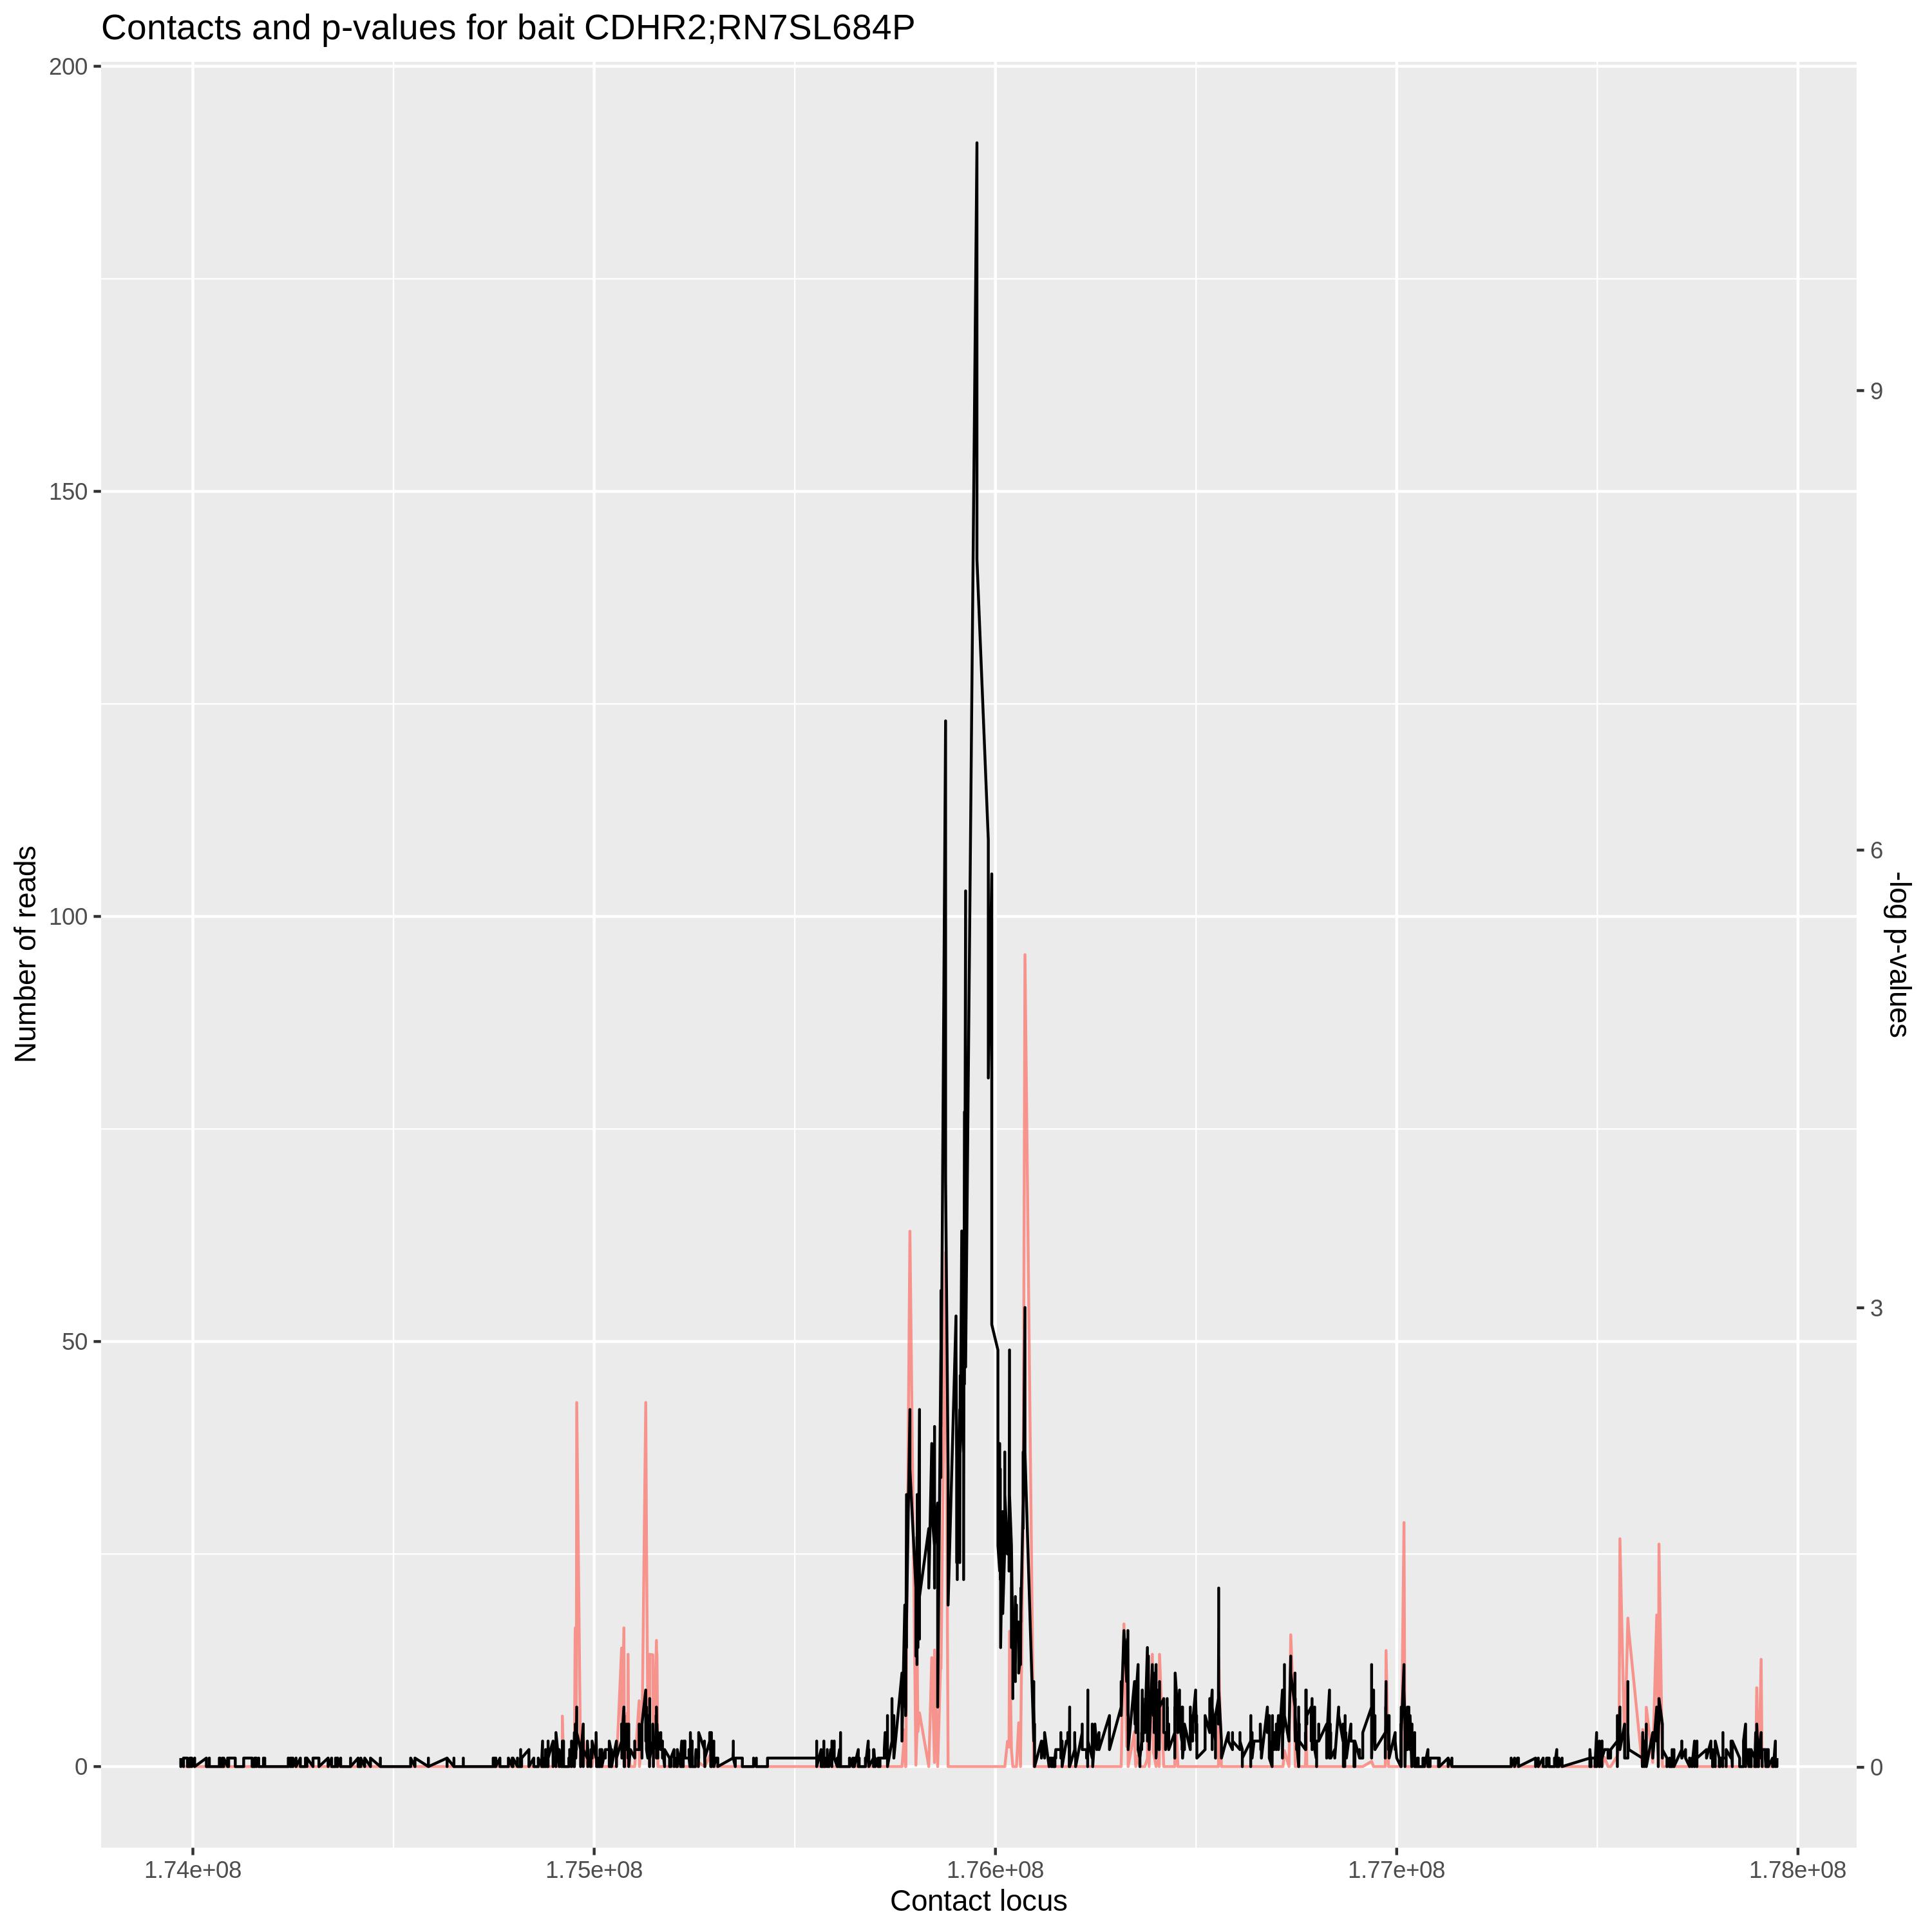 Contacts and p-values for bait CDHR2;RN7SL684P
200
150
100
50
0
Number of reads
9
6
3
0
-log p-values
1.74e+08
1.75e+08
1.76e+08
1.77e+08
1.78e+08
Contact locus